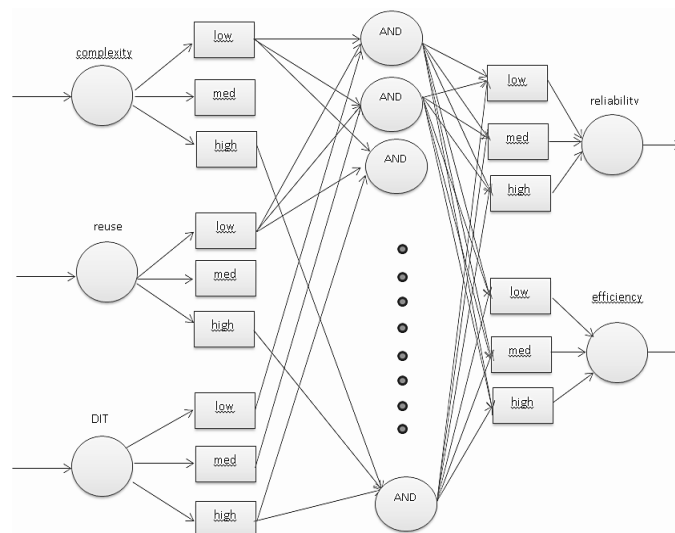 complexity
low
med
high
reuse
low
med
high
DIT
low
med
high
AND
AND
AND
AND
low
med
high
reliability
low
med
high
efficiency